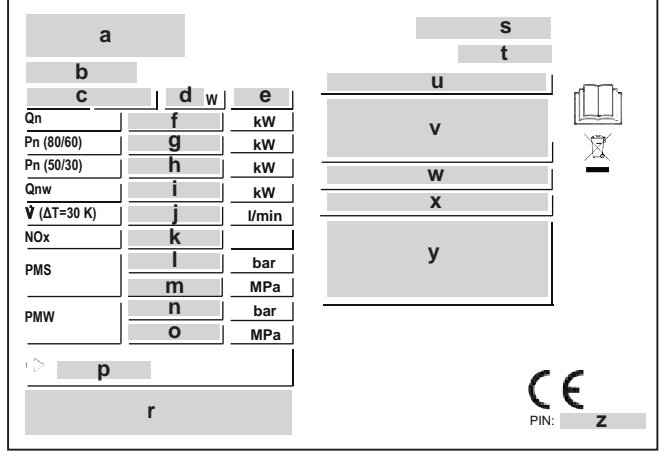 a
b
c d W e
Qn f kW
Pn (80/60) g kW
Pn (50/30) h kW
Qnw i kW
V̇ (ΔT=30 K) j l/min
NOx k
PMS l bar
m MPa
PMW n bar
o MPa
p
r
s
t
u
v
w
x
y
CE
PIN: z